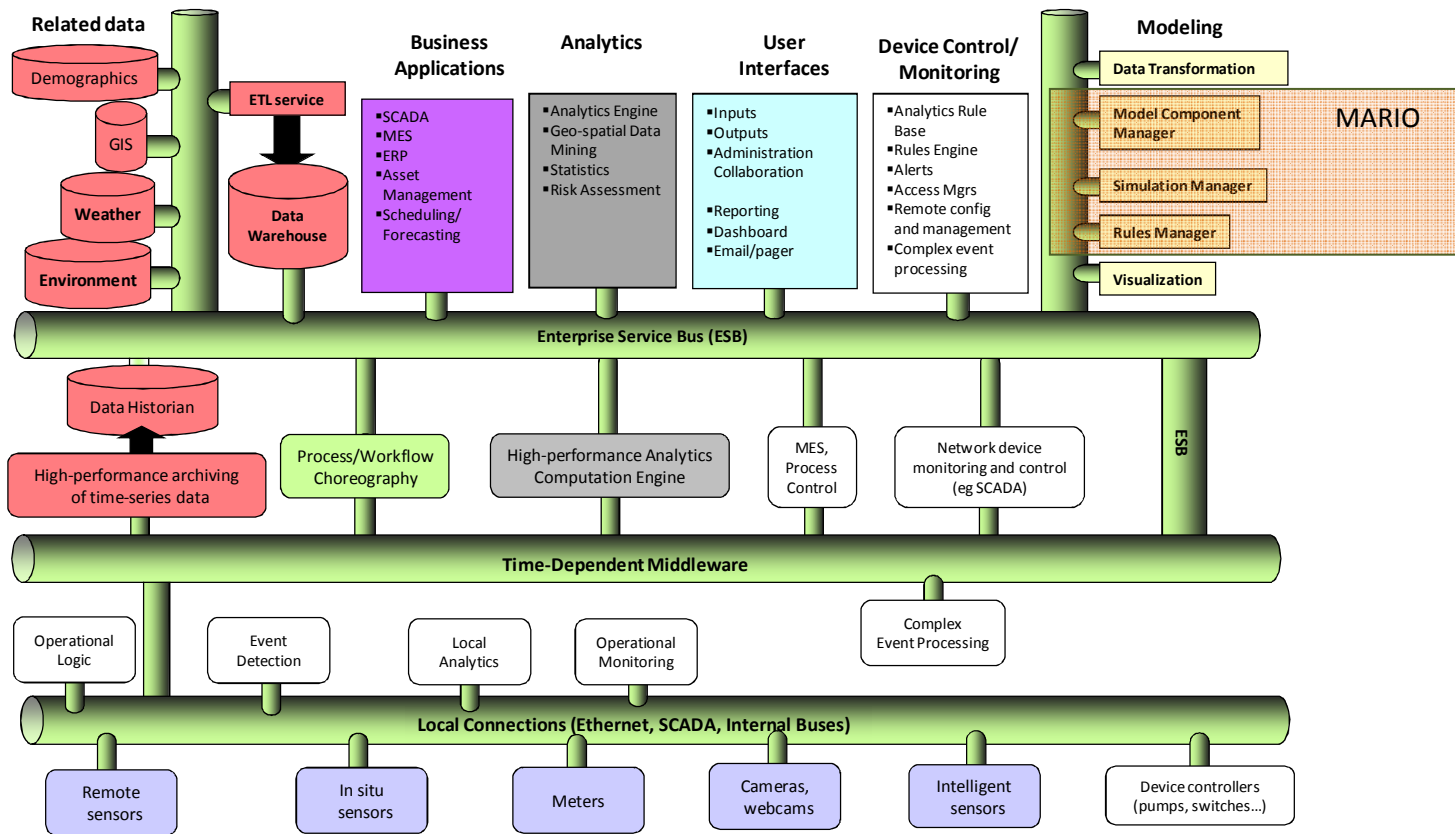 Related data
Demographics
GIS
Weather
Environment
ETL service
Data
Warehouse
Business
Applications
▪SCADA
▪MES
▪ERP
▪Asset
Management
▪Scheduling/
Forecasting
Analytics
▪Analytics Engine
▪Geo-spatial Data
Mining
▪Statistics
▪Risk Assessment
User
Interfaces
▪Inputs
▪Outputs
▪Administration
Collaboration
▪Reporting
▪Dashboard
▪Email/pager
Device Control/
Monitoring
▪Analytics Rule
Base
▪Rules Engine
▪Alerts
▪Access Mgrs
▪Remote config
and management
▪Complex event
processing
Modeling
Data Transformation
Model Component
Manager
MARIO
Simulation Manager
Rules Manager
Visualization
Enterprise Service Bus (ESB)
Data Historian
High-performance archiving
of time-series data
Process/Workflow
Choreography
High-performance Analytics
Computation Engine
MES,
Process
Control
Network device
monitoring and control
(eg SCADA)
ESB
Time-Dependent Middleware
Operational
Logic
Event
Detection
Local
Analytics
Operational
Monitoring
Complex
Event Processing
Local Connections (Ethernet, SCADA, Internal Buses)
Remote
sensors
In situ
sensors
Meters
Cameras,
webcams
Intelligent
sensors
Device controllers
(pumps, switches…)